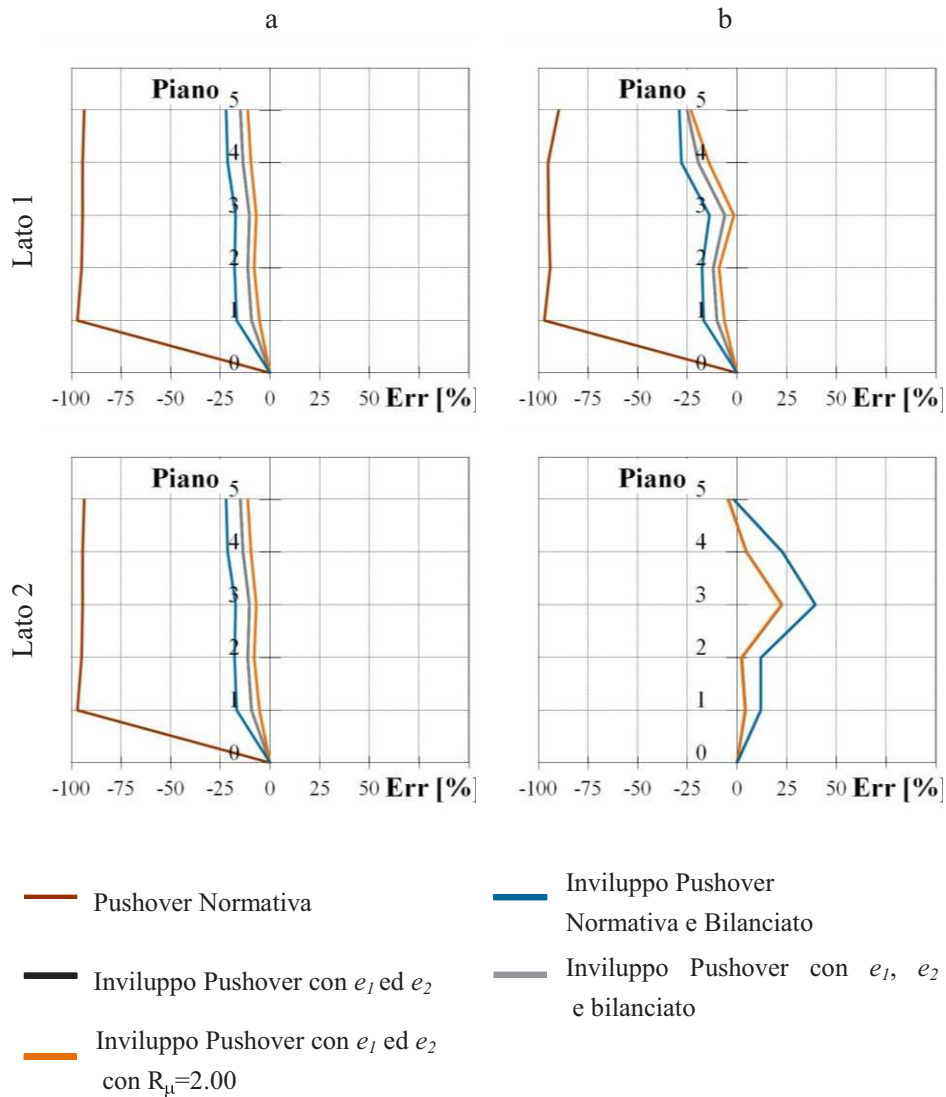 a
b
Lato 1
Piano
5
4
3
2
1
0
-100 -75 -50 -25 0 25 50 Err [%]
Piano
5
4
3
2
1
0
-100 -75 -50 -25 0 25 50 Err [%]
Lato 2
Piano
5
4
3
2
1
0
-100 -75 -50 -25 0 25 50 Err [%]
Piano
5
4
3
2
1
0
-100 -75 -50 -25 0 25 50 Err [%]
Pushover Normativa
Inviluppo Pushover con e1 ed e2
Inviluppo Pushover con e1 ed e2
con Rμ=2.00
Inviluppo Pushover
Normativa e Bilanciato
Inviluppo Pushover con e1, e2
e bilanciato